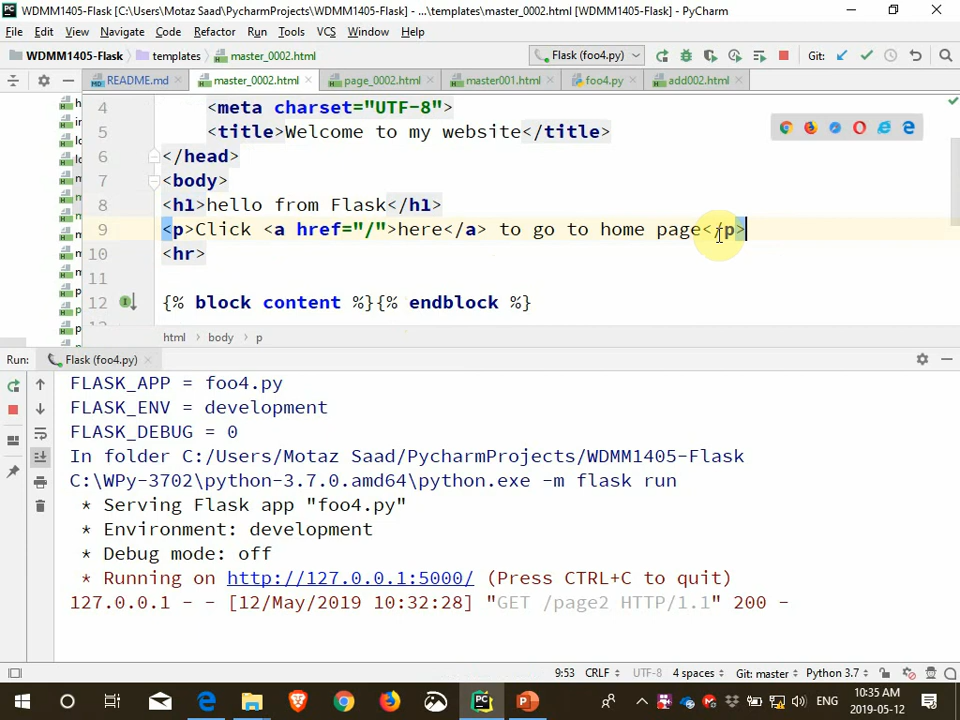 WDMM1405-Flask [C:\Users\Motaz Saad\PycharmProjects\WDMM1405-Flask] - ...\templates\master_0002.html [WDMM1405-Flask] - PyCharm
File Edit View Navigate Code Refactor Run Tools VCS Window Help
WDMM1405-Flask templates master_0002.html Flask (foo4.py) Git:
README.md master_0002.html page_0002.html master001.html foo4.py add002.html
4 <meta charset="UTF-8">
5 <title>Welcome to my website</title>
6 </head>
7 <body>
8 <h1>hello from Flask</h1>
9 <p>Click <a href="/">here</a> to go to home page</p>
10 <hr>
11
12 {% block content %}{% endblock %}
html body p
Run: Flask (foo4.py)
FLASK_APP = foo4.py
FLASK_ENV = development
FLASK_DEBUG = 0
In folder C:/Users/Motaz Saad/PycharmProjects/WDMM1405-Flask
C:\WPy-3702\python-3.7.0.amd64\python.exe -m flask run
* Serving Flask app "foo4.py"
* Environment: development
* Debug mode: off
* Running on http://127.0.0.1:5000/ (Press CTRL+C to quit)
127.0.0.1 - - [12/May/2019 10:32:28] "GET /page2 HTTP/1.1" 200 -
9:53 CRLF UTF-8 4 spaces Git: master Python 3.7
ENG 10:35 AM
2019-05-12